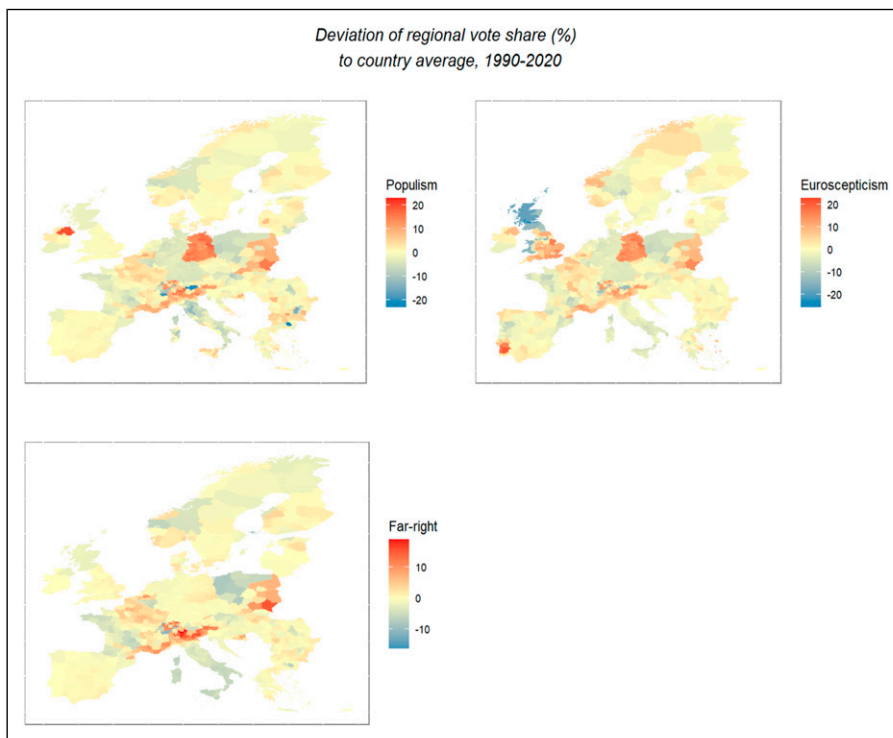 Deviation of regional vote share (%)
to country average, 1990-2020
Populism
20
10
0
-10
-20
Euroscepticism
20
10
0
-10
-20
Far-right
10
0
-10